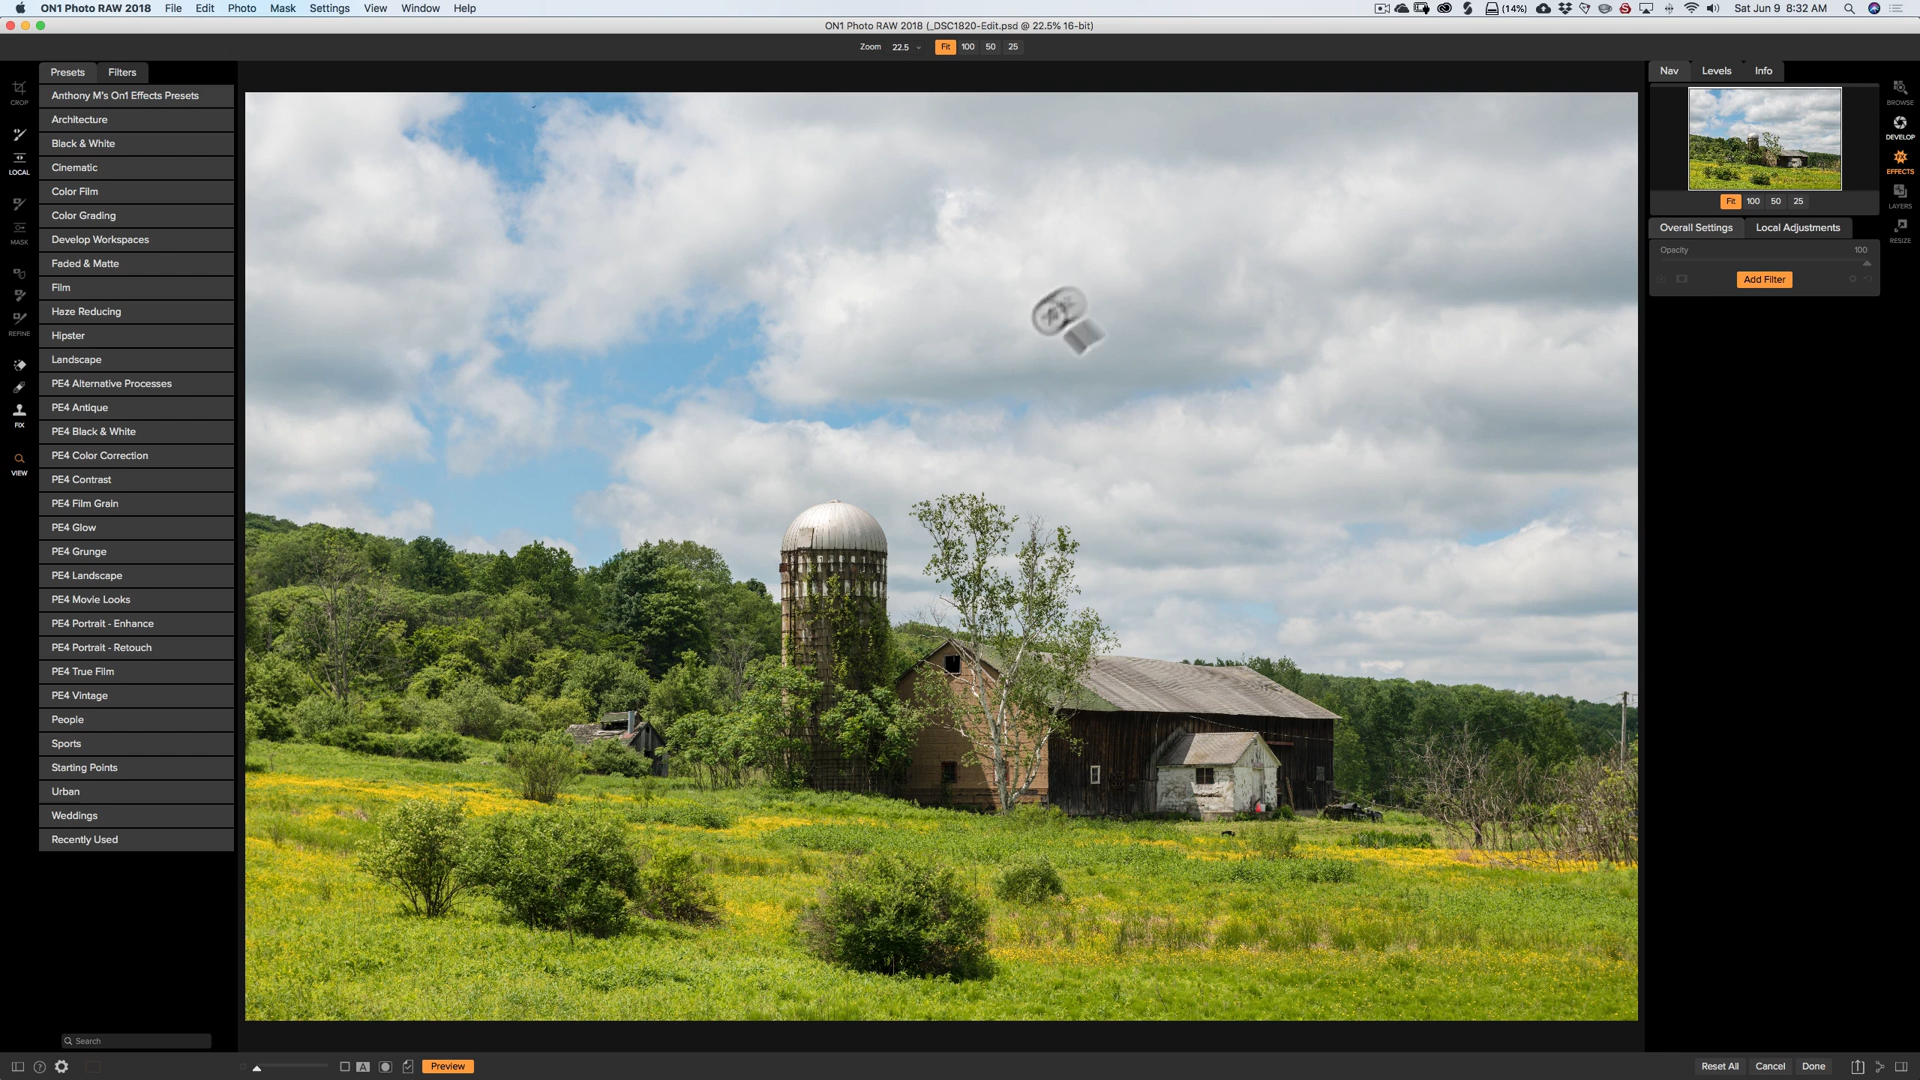 ON1 Photo RAW 2018 File Edit Photo Mask Settings View Window Help
(14%) Sat Jun 9 8:32 AM
ON1 Photo RAW 2018 (_DSC1820-Edit.psd @ 22.5% 16-bit)
Zoom 22.5 Fit 100 50 25
Presets Filters
Anthony M's On1 Effects Presets
Architecture
Black & White
Cinematic
Color Film
Color Grading
Develop Workspaces
Faded & Matte
Film
Haze Reducing
Hipster
Landscape
PE4 Alternative Processes
PE4 Antique
PE4 Black & White
PE4 Color Correction
PE4 Contrast
PE4 Film Grain
PE4 Glow
PE4 Grunge
PE4 Landscape
PE4 Movie Looks
PE4 Portrait - Enhance
PE4 Portrait - Retouch
PE4 True Film
PE4 Vintage
People
Sports
Starting Points
Urban
Weddings
Recently Used
Search
CROP
LOCAL
MASK
REFINE
FIX
VIEW
Nav Levels Info
Fit 100 50 25
Overall Settings Local Adjustments
Opacity 100
Add Filter
BROWSE
DEVELOP
FX
EFFECTS
LAYERS
RESIZE
A Preview
Reset All Cancel Done